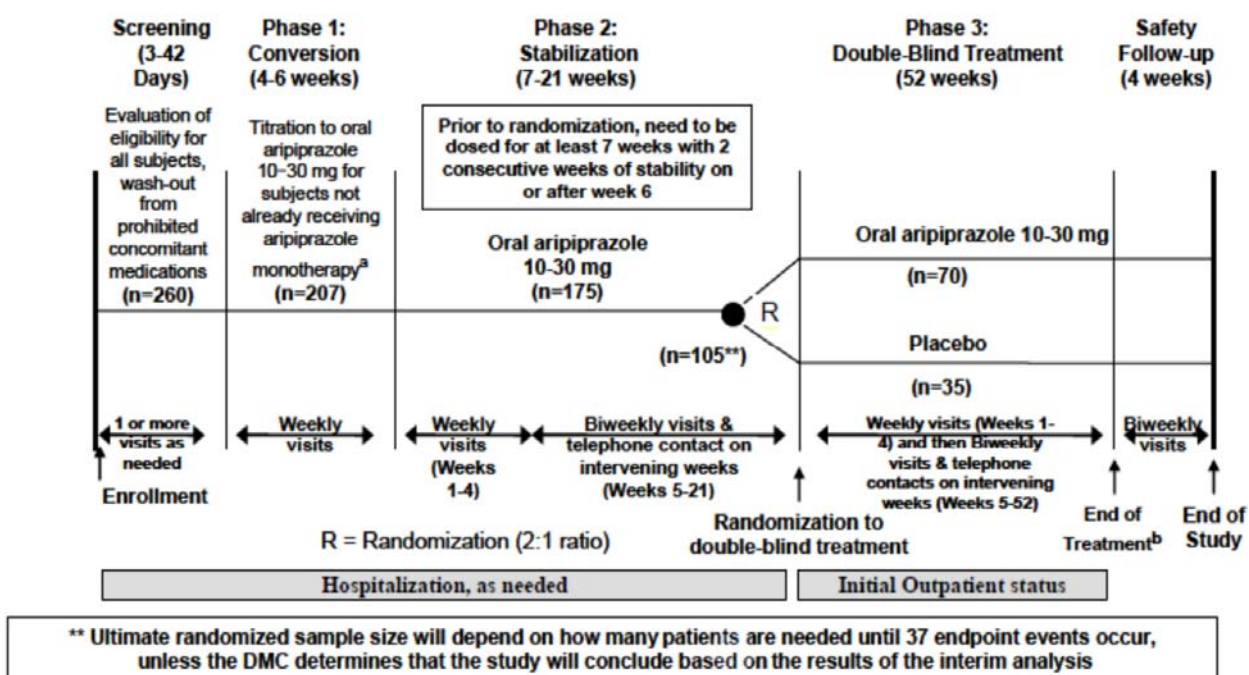 Screening
(3-42
Days)
Evaluation of
eligibility for
all subjects,
wash-out
from
prohibited
concomitant
medications
(n=260)
Phase 1:
Conversion
(4-6 weeks)
Titration to oral
aripiprazole
10-30 mg for
subjects not
already receiving
aripiprazole
monotherapyᵃ
(n=207)
Phase 2:
Stabilization
(7-21 weeks)
Prior to randomization, need to be
dosed for at least 7 weeks with 2
consecutive weeks of stability on
or after week 6
Oral aripiprazole
10-30 mg
(n=175)
R
(n=105**)
Phase 3:
Double-Blind Treatment
(52 weeks)
Oral aripiprazole 10-30 mg
(n=70)
Placebo
(n=35)
Safety
Follow-up
(4 weeks)
1 or more
visits as
needed
Weekly
visits
Weekly
visits
(Weeks
1-4)
Biweekly visits &
telephone contact on
intervening weeks
(Weeks 5-21)
Weekly visits (Weeks 1-
4) and then Biweekly
visits & telephone
contacts on intervening
weeks (Weeks 5-52)
Biweekly
visits
Enrollment
R = Randomization (2:1 ratio)
Randomization to
double-blind treatment
End of
Treatmentᵇ
End of
Study
Hospitalization, as needed
Initial Outpatient status
** Ultimate randomized sample size will depend on how many patients are needed until 37 endpoint events occur,
unless the DMC determines that the study will conclude based on the results of the interim analysis